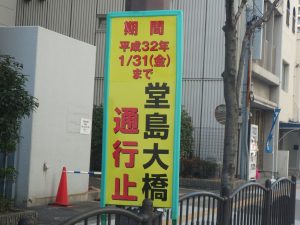 期間
平成32年
1/31(金)
まで
堂島大橋
通行止